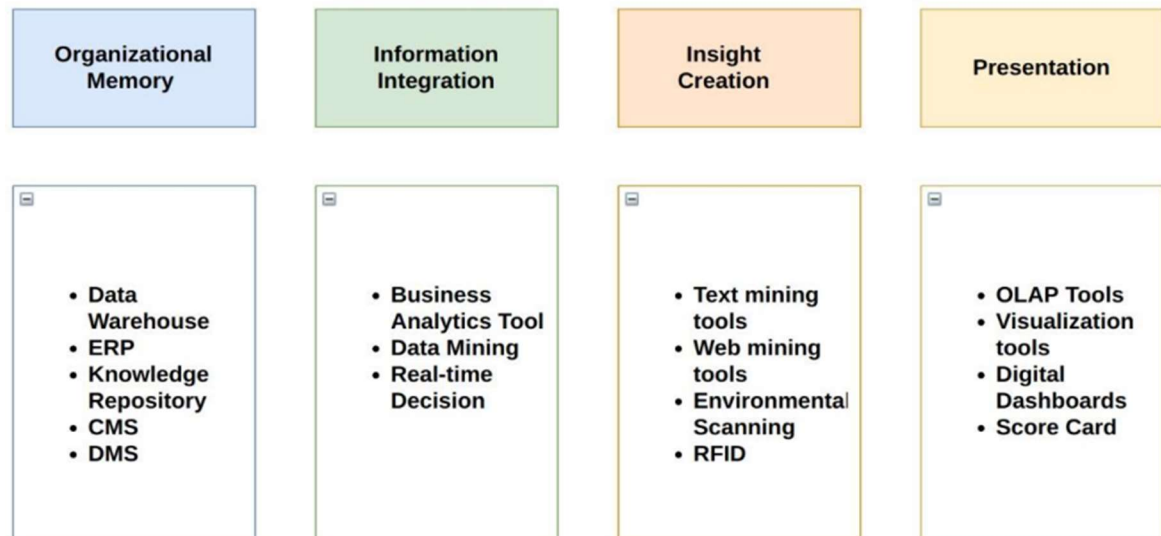 Organizational
Memory
Information
Integration
Insight
Creation
Presentation
• Data
Warehouse
• ERP
• Knowledge
Repository
• CMS
• DMS
• Business
Analytics Tool
• Data Mining
• Real-time
Decision
• Text mining
tools
• Web mining
tools
• Environmental
Scanning
• RFID
• OLAP Tools
• Visualization
tools
• Digital
Dashboards
• Score Card